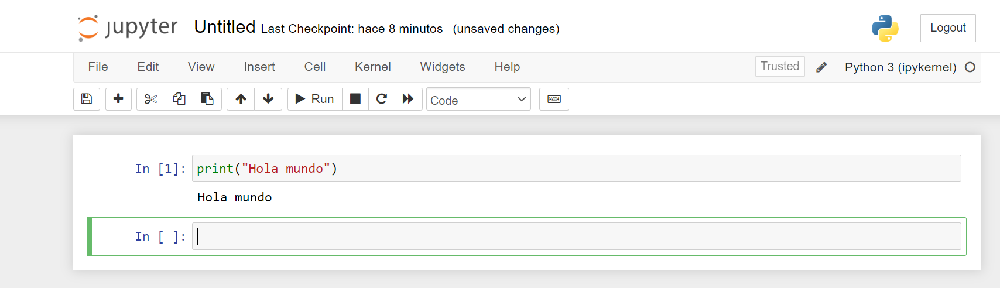 jupyter Untitled Last Checkpoint: hace 8 minutos (unsaved changes) Logout
File Edit View Insert Cell Kernel Widgets Help Trusted Python 3 (ipykernel)
Run Code
In [1]: print("Hola mundo")
Hola mundo
In [ ]: